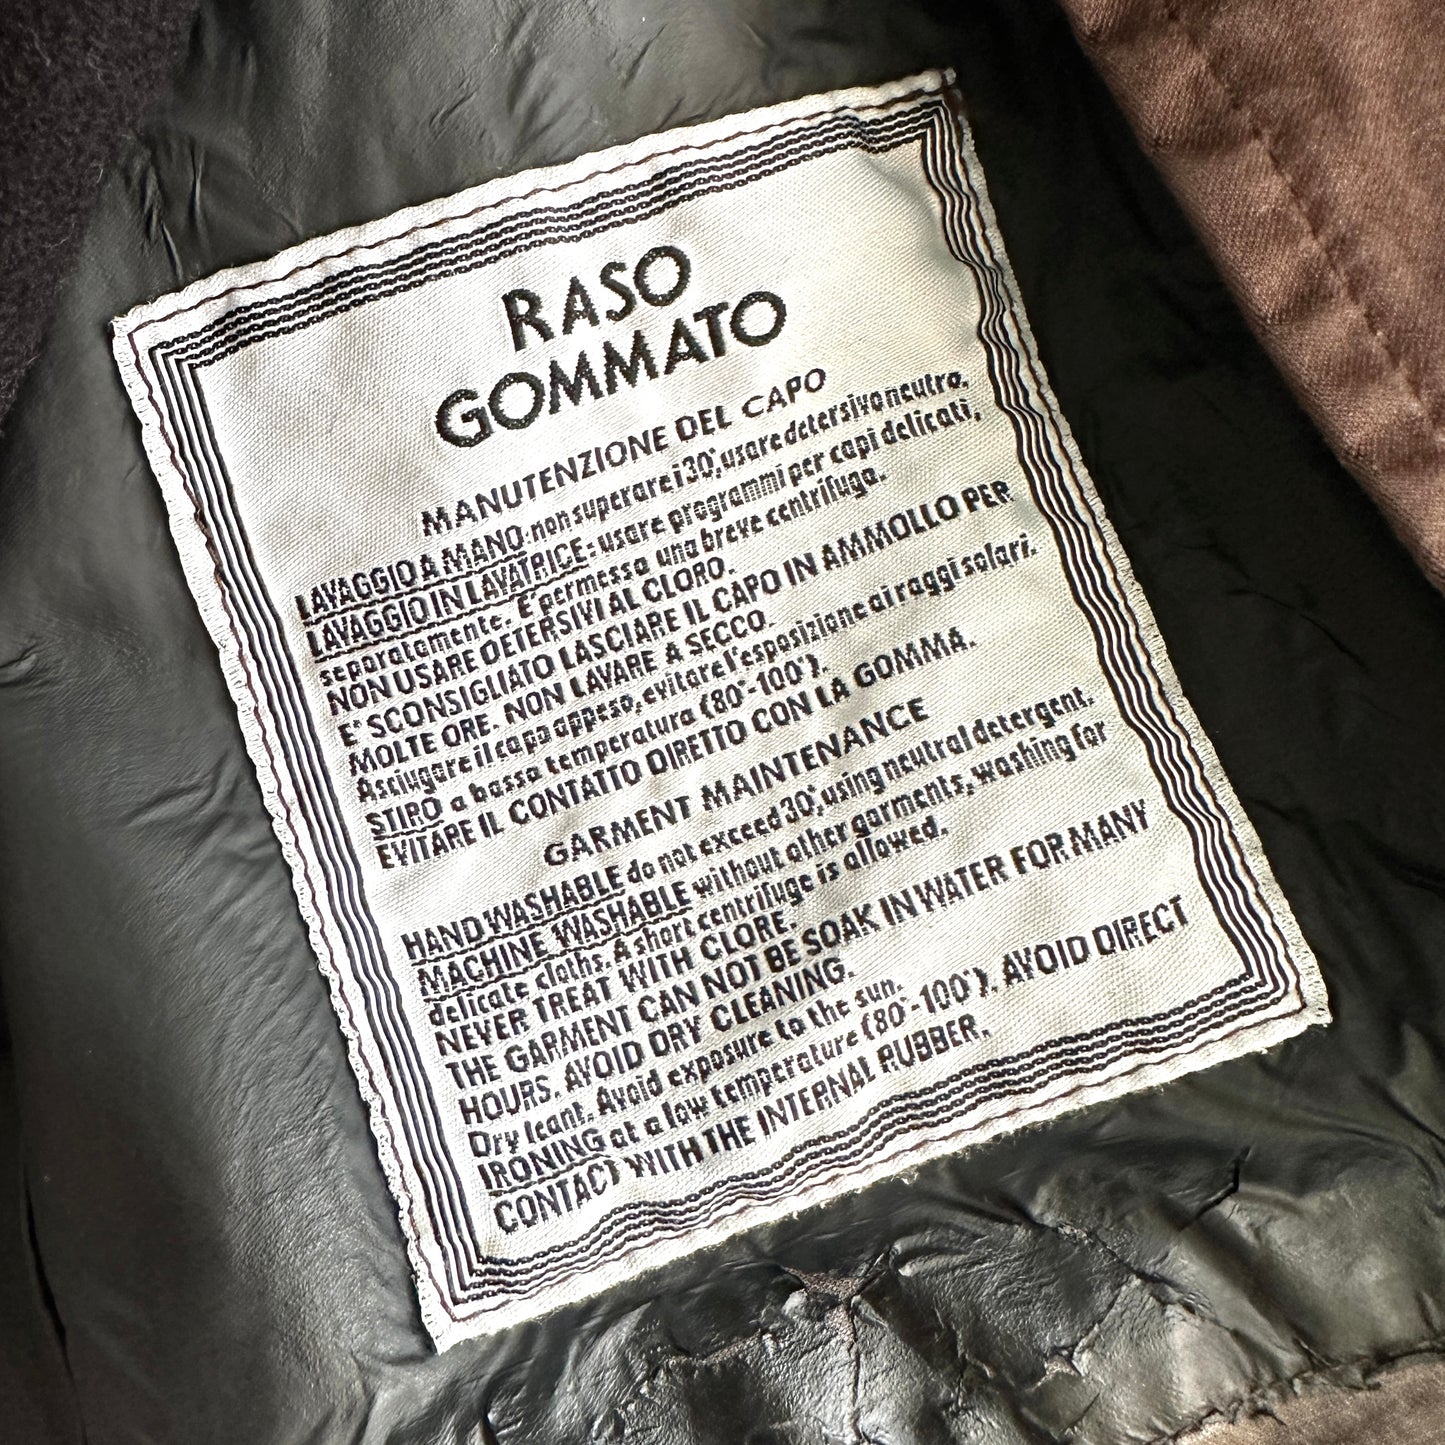 RASO
GOMMATO
MANUTENZIONE DEL CAPO
LAVAGGIO A MANO: non superare i 30°, usare detersivo neutro.
LAVAGGIO IN LAVATRICE: usare programmi per capi delicati,
separatamente. E' permessa una breve centrifuga.
NON USARE DETERSIVI AL CLORO.
E' SCONSIGLIATO LASCIARE IL CAPO IN AMMOLLO PER
MOLTE ORE. NON LAVARE A SECCO.
Asciugare il capo appeso, evitare l'esposizione ai raggi solari.
STIRO a bassa temperatura (80°-100°).
EVITARE IL CONTATTO DIRETTO CON LA GOMMA.
GARMENT MAINTENANCE
HAND WASHABLE do not exceed 30°, using neutral detergent.
MACHINE WASHABLE without other garments, washing for
delicate cloths. A short centrifuge is allowed.
NEVER TREAT WITH CLORE.
THE GARMENT CAN NOT BE SOAK IN WATER FOR MANY
HOURS. AVOID DRY CLEANING.
Dry leant. Avoid exposure to the sun.
IRONING at a low temperature (80°-100°). AVOID DIRECT
CONTACT WITH THE INTERNAL RUBBER.